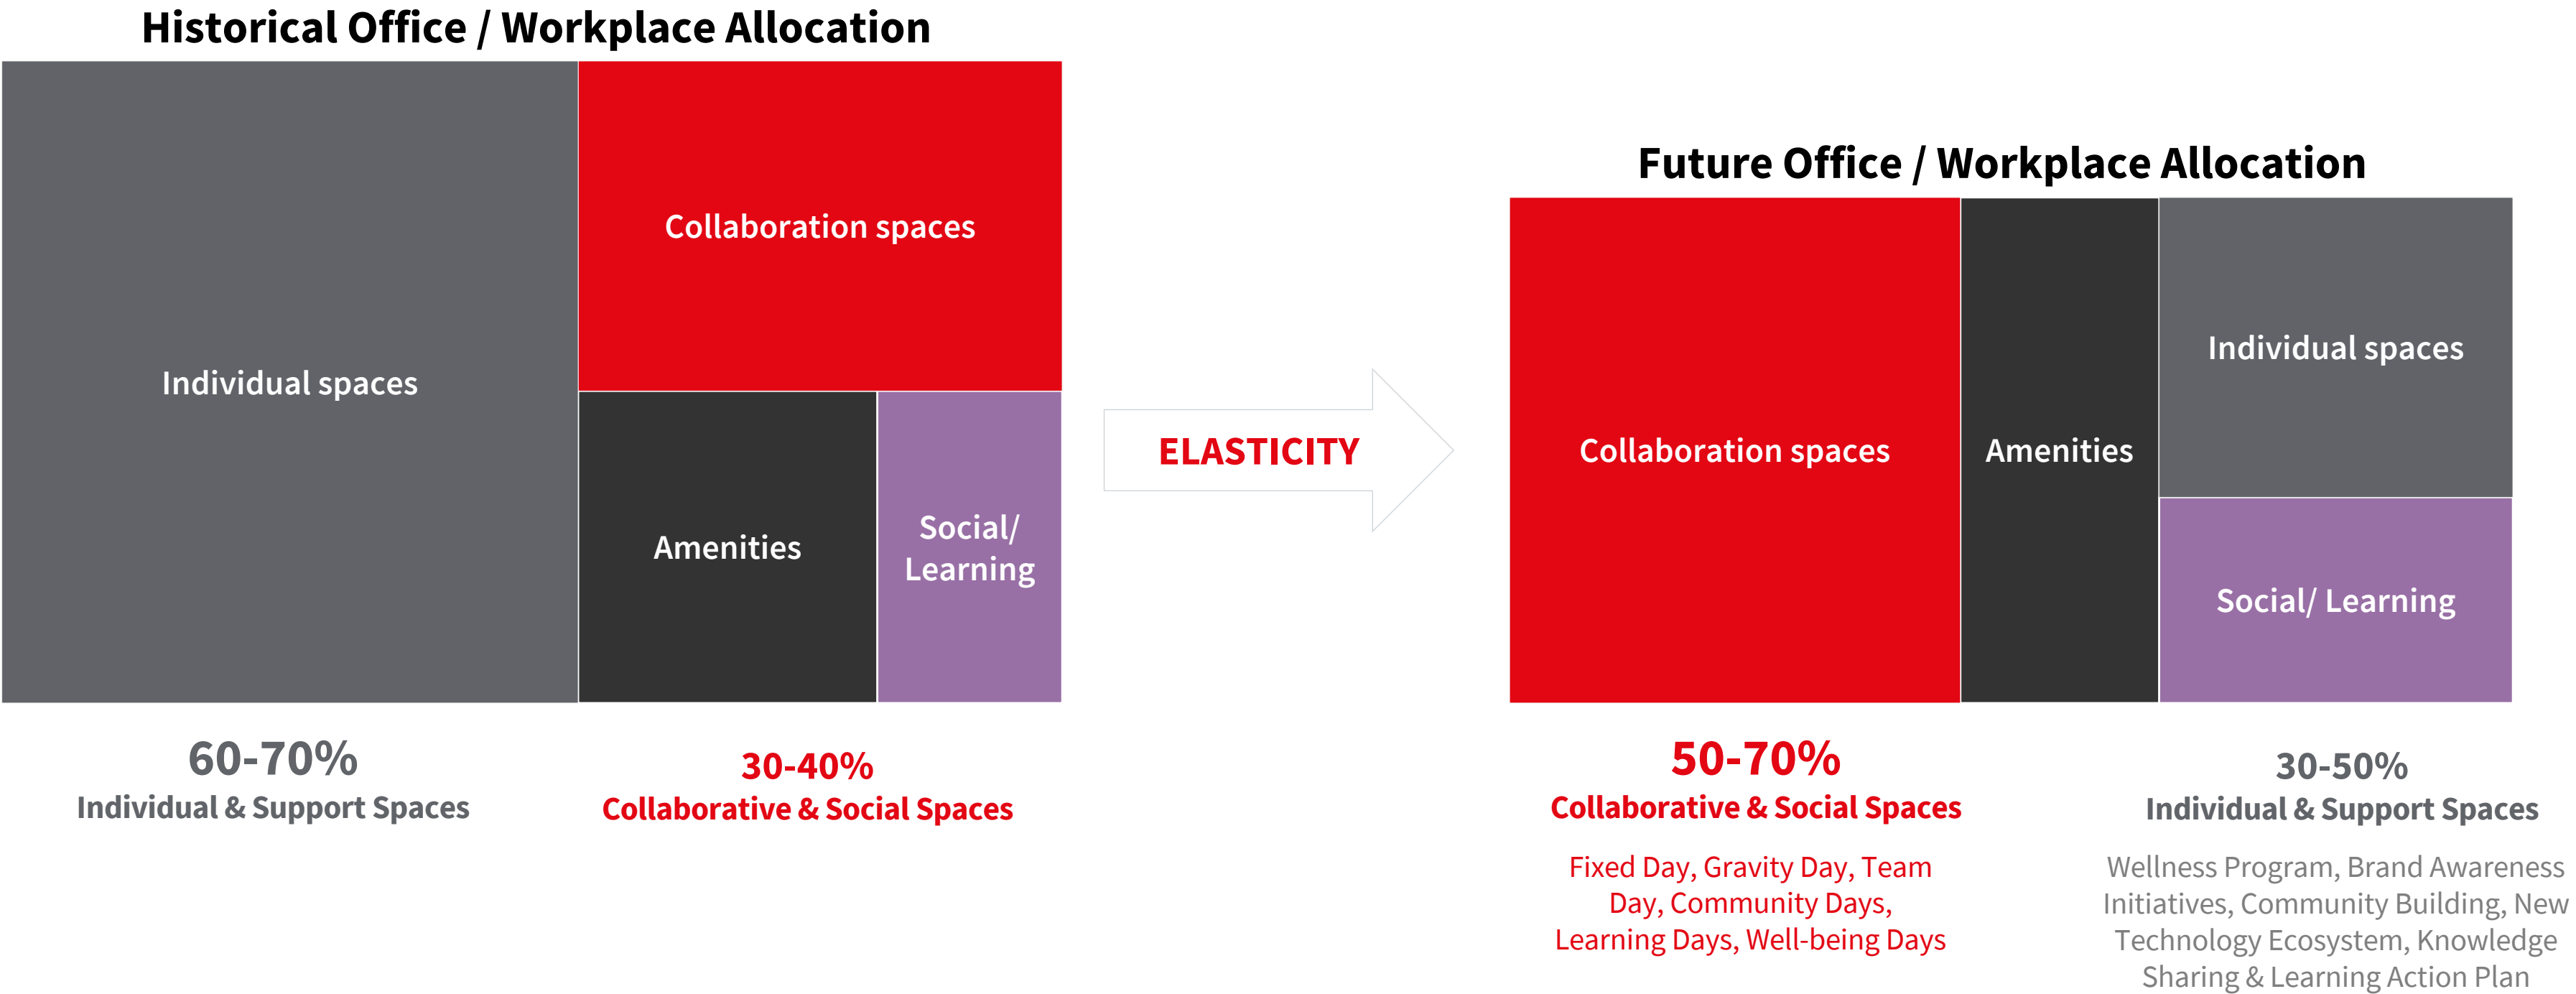 Historical Office / Workplace Allocation
Individual spaces
Collaboration spaces
Amenities
Social/
Learning
60-70%
Individual & Support Spaces
30-40%
Collaborative & Social Spaces
ELASTICITY
Future Office / Workplace Allocation
Collaboration spaces
Amenities
Individual spaces
Social/ Learning
50-70%
Collaborative & Social Spaces
Fixed Day, Gravity Day, Team
Day, Community Days,
Learning Days, Well-being Days
30-50%
Individual & Support Spaces
Wellness Program, Brand Awareness
Initiatives, Community Building, New
Technology Ecosystem, Knowledge
Sharing & Learning Action Plan